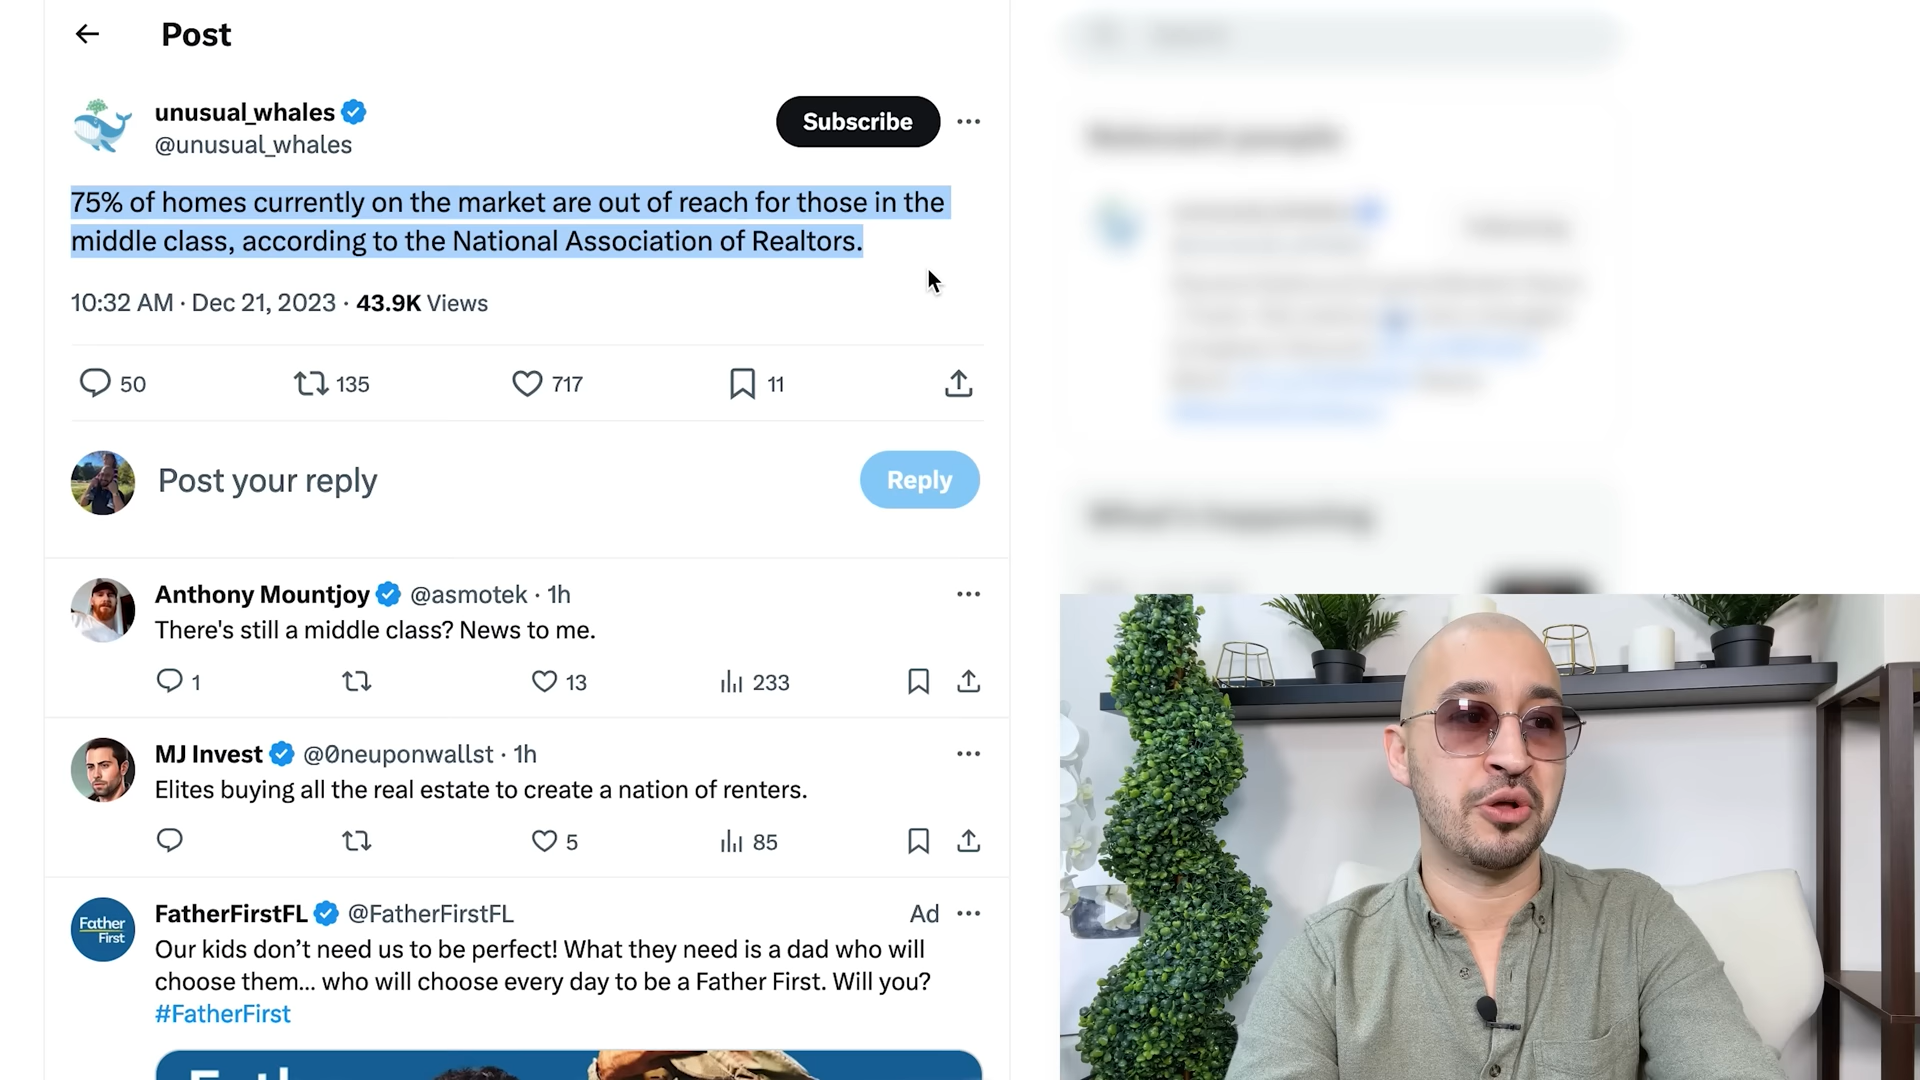 Post
unusual_whales
@unusual_whales
Subscribe
75% of homes currently on the market are out of reach for those in the
middle class, according to the National Association of Realtors.
10:32 AM · Dec 21, 2023 · 43.9K Views
50 135 717 11
Post your reply
Reply
Anthony Mountjoy @asmotek · 1h
There's still a middle class? News to me.
1 13 233
MJ Invest @0neuponwallst · 1h
Elites buying all the real estate to create a nation of renters.
5 85
Father
First
FatherFirstFL @FatherFirstFL Ad
Our kids don’t need us to be perfect! What they need is a dad who will
choose them... who will choose every day to be a Father First. Will you?
#FatherFirst
Relevant people
What's happening